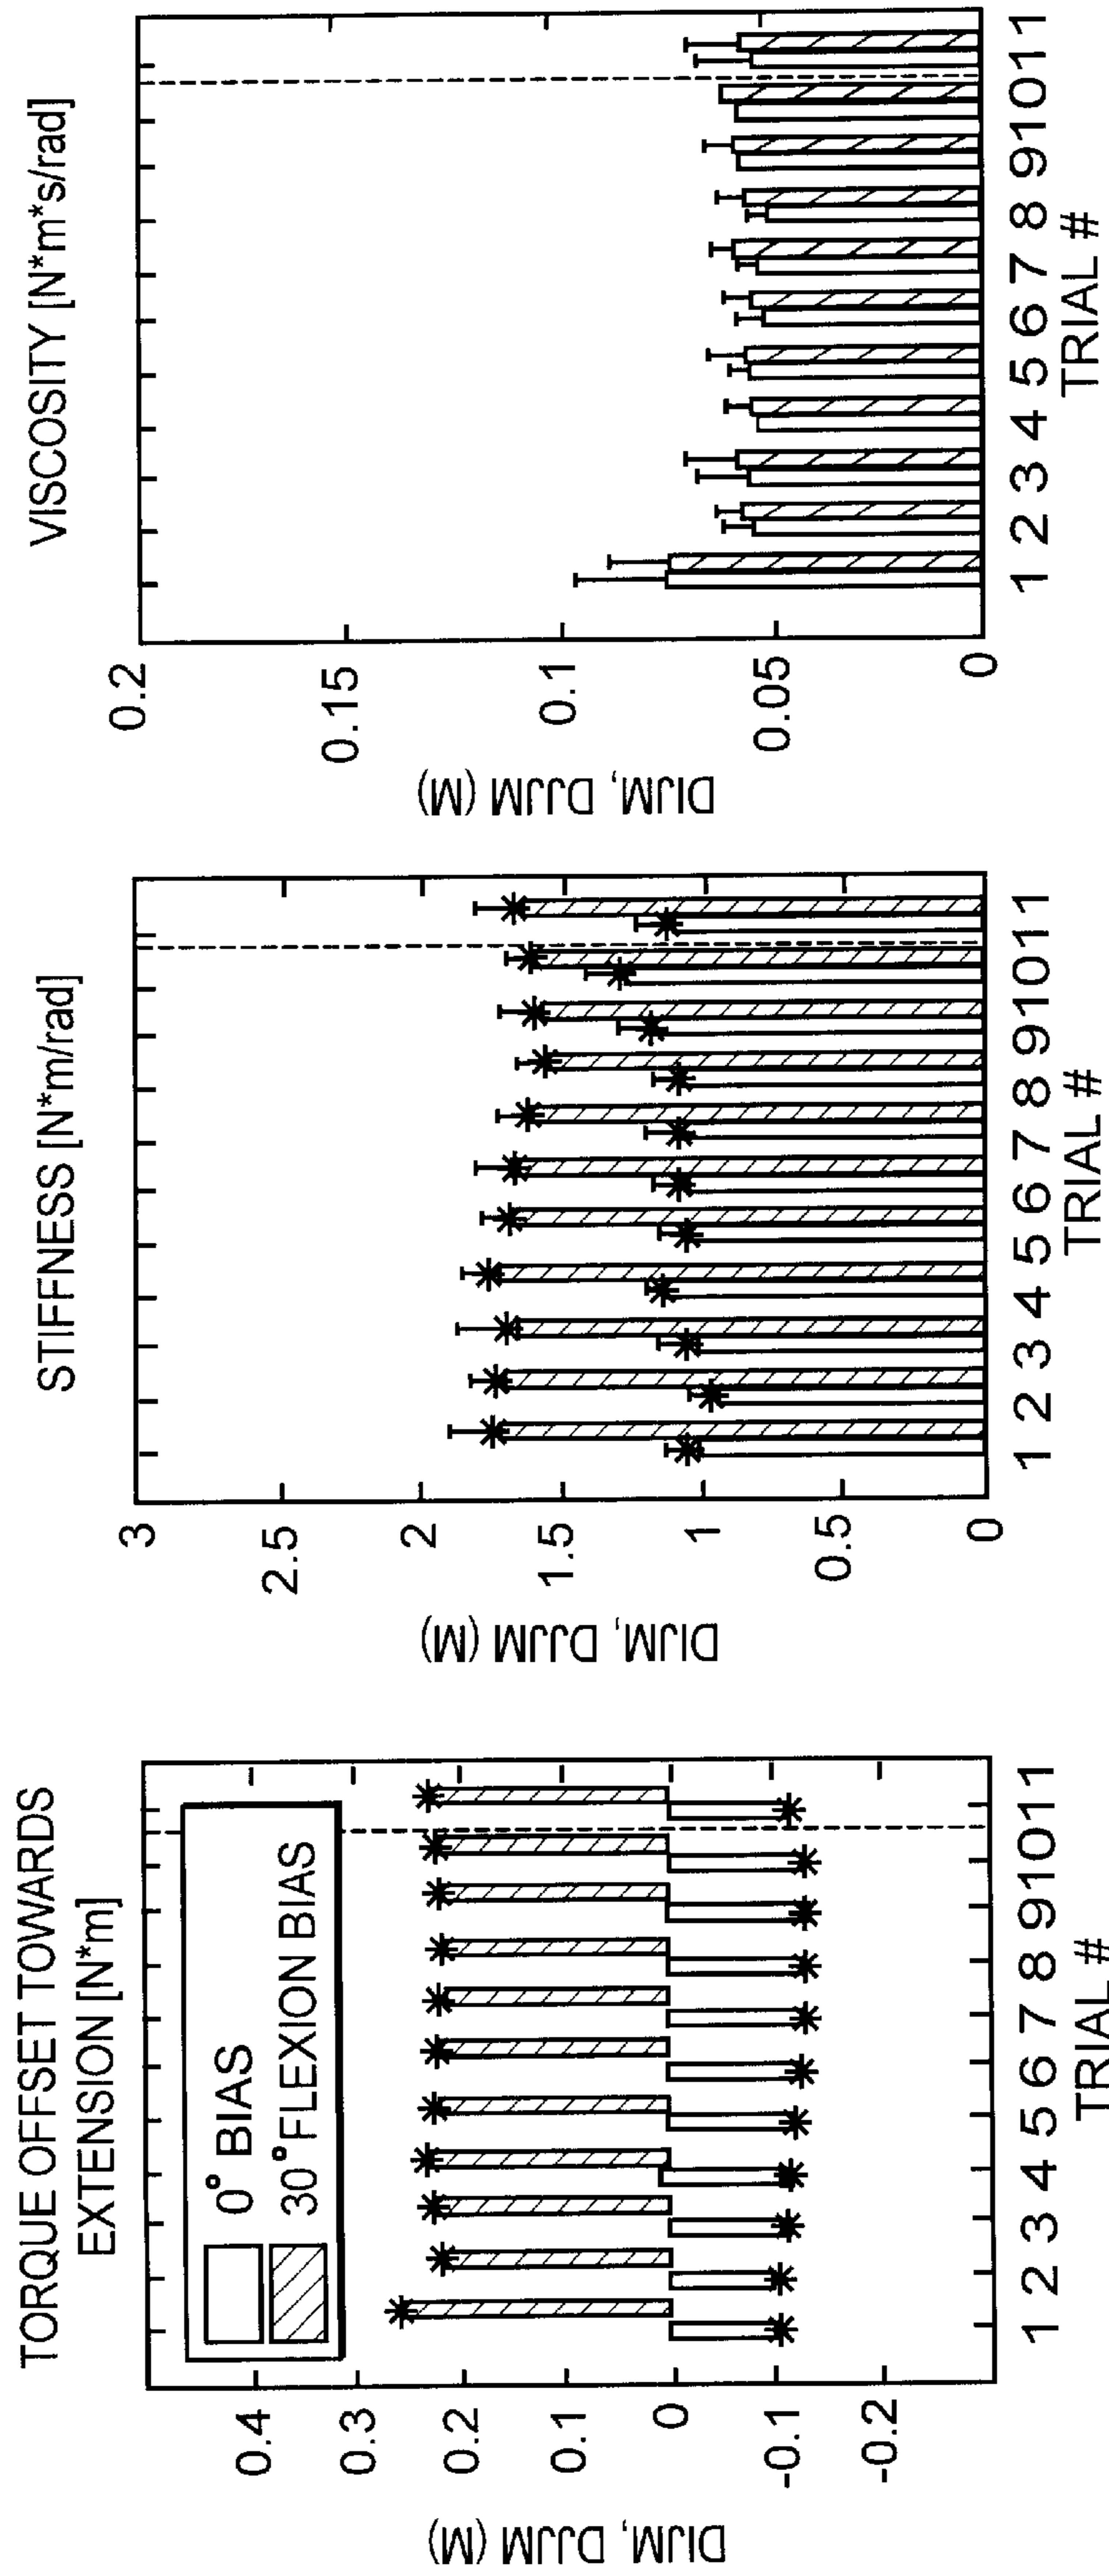 TORQUE OFFSET TOWARDS
EXTENSION [N*m]
0° BIAS
30° FLEXION BIAS
0.4
0.3
0.2
0.1
0
-0.1
-0.2
DIJM, DJJM (M)
1 2 3 4 5 6 7 8 9 10 11
TRIAL #
STIFFNESS [N*m/rad]
3
2.5
2
1.5
1
0.5
0
DIJM, DJJM (M)
1 2 3 4 5 6 7 8 9 10 11
TRIAL #
VISCOSITY [N*m*s/rad]
0.2
0.15
0.1
0.05
0
DIJM, DJJM (M)
1 2 3 4 5 6 7 8 9 10 11
TRIAL #